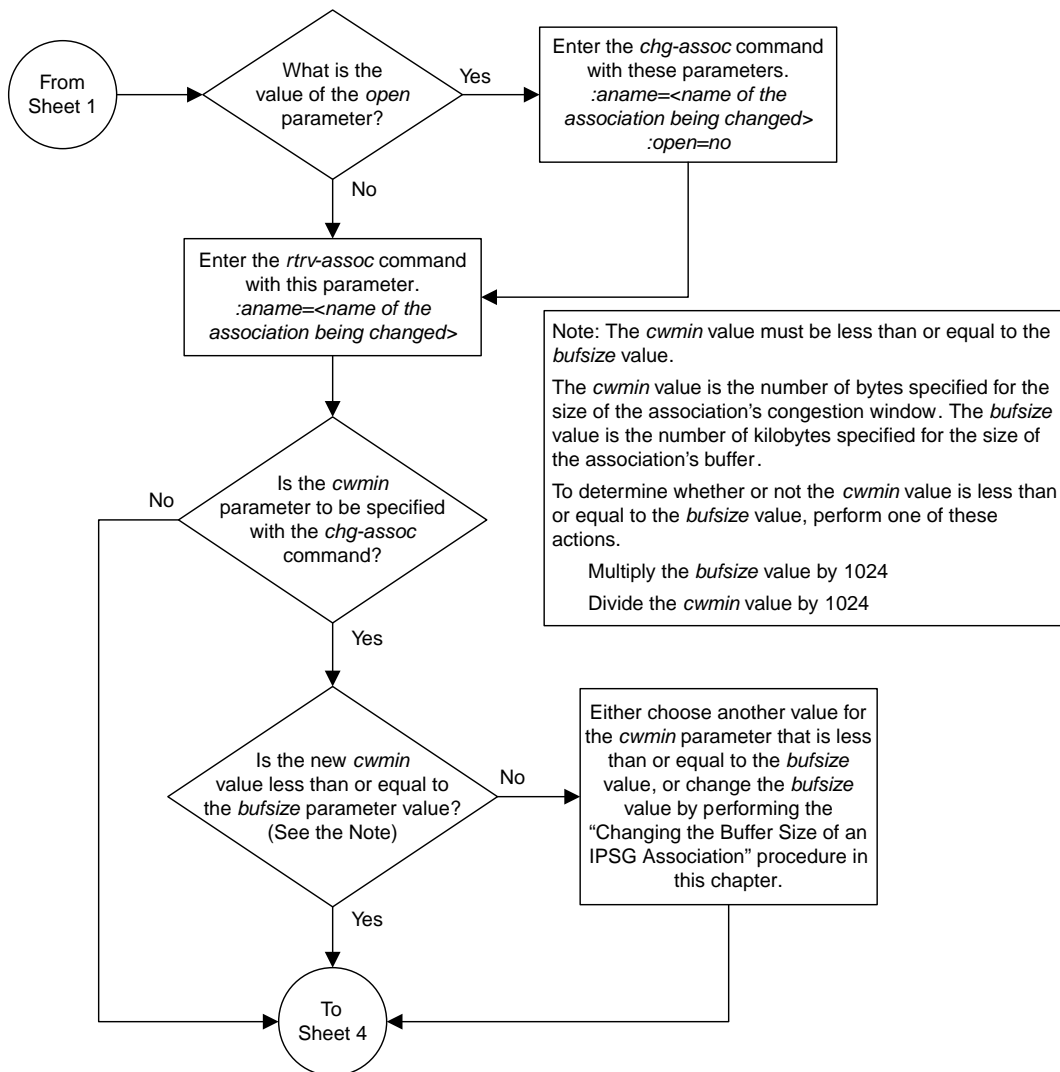 From
Sheet 1
What is the
value of the open
parameter?
Yes
Enter the chg-assoc command
with these parameters.
:aname=<name of the
association being changed>
:open=no
No
Enter the rtrv-assoc command
with this parameter.
:aname=<name of the
association being changed>
Note: The cwmin value must be less than or equal to the
bufsize value.
The cwmin value is the number of bytes specified for the
size of the association's congestion window. The bufsize
value is the number of kilobytes specified for the size of
the association's buffer.
To determine whether or not the cwmin value is less than
or equal to the bufsize value, perform one of these
actions.
Multiply the bufsize value by 1024
Divide the cwmin value by 1024
No
Is the cwmin
parameter to be specified
with the chg-assoc
command?
Yes
Is the new cwmin
value less than or equal to
the bufsize parameter value?
(See the Note)
No
Either choose another value for
the cwmin parameter that is less
than or equal to the bufsize
value, or change the bufsize
value by performing the
“Changing the Buffer Size of an
IPSG Association” procedure in
this chapter.
Yes
To
Sheet 4